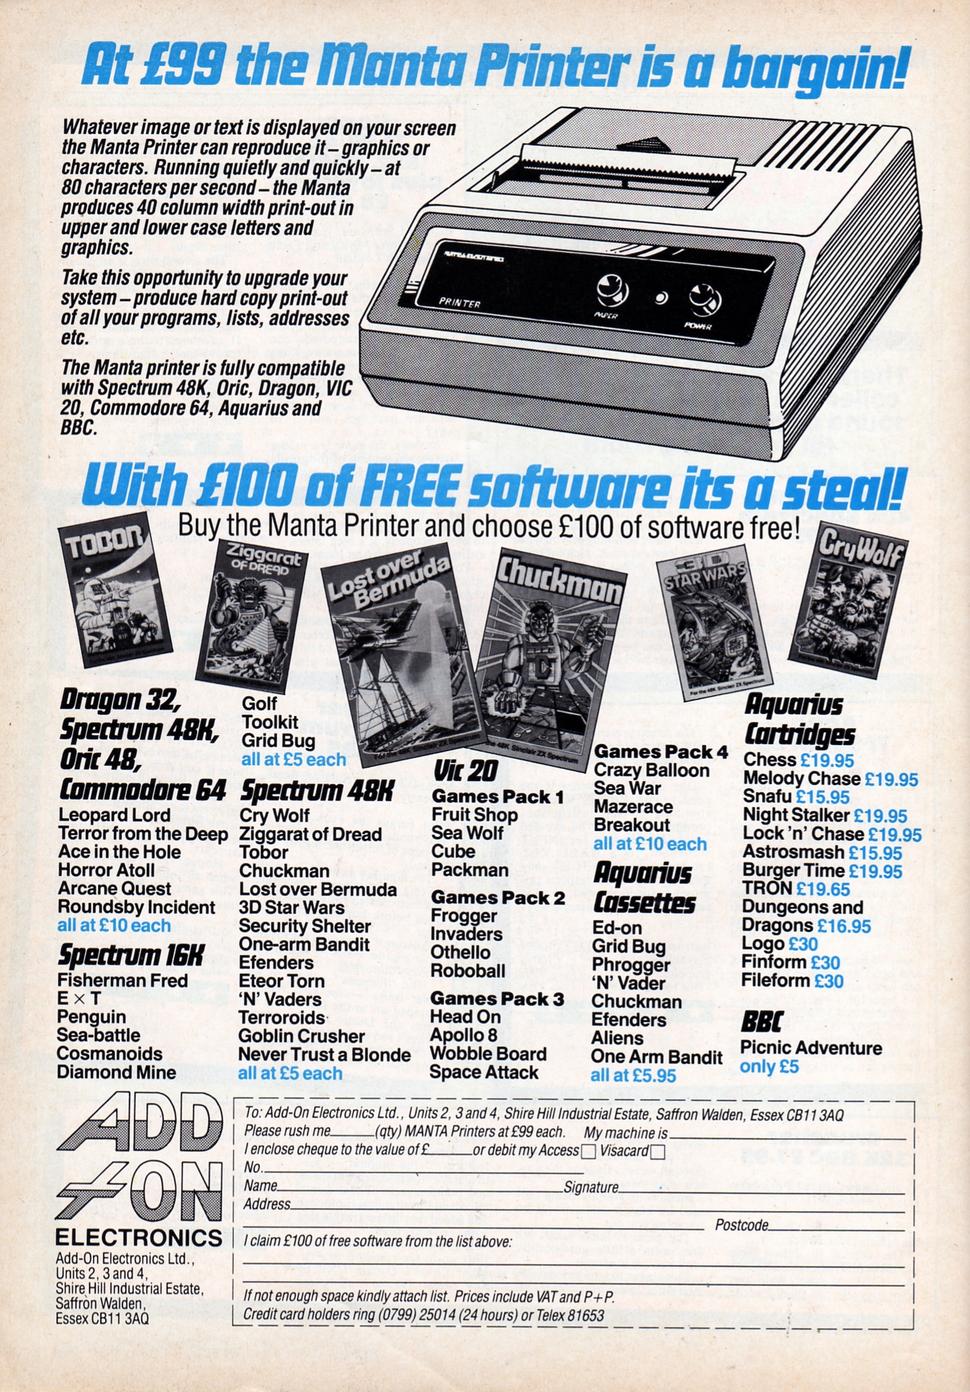 At £99 the Manta Printer is a bargain!
Whatever image or text is displayed on your screen
the Manta Printer can reproduce it – graphics or
characters. Running quietly and quickly – at
80 characters per second – the Manta
produces 40 column width print-out in
upper and lower case letters and
graphics.
Take this opportunity to upgrade your
system – produce hard copy print-out
of all your programs, lists, addresses
etc.
The Manta printer is fully compatible
with Spectrum 48K, Oric, Dragon, VIC
20, Commodore 64, Aquarius and
BBC.
PRINTER
PAPER
POWER
With £100 of FREE software its a steal!
Buy the Manta Printer and choose £100 of software free!
TOBOR
Ziggarat
OF DREAD
Lost over
Bermuda
For the 48K Sinclair ZX Spectrum
Chuckman
For the 48K Sinclair ZX Spectrum
3D
STAR WARS
For the 48K Sinclair ZX Spectrum
Cry Wolf
Dragon 32,
Spectrum 48K,
Oric 48,
Commodore 64
Leopard Lord
Terror from the Deep
Ace in the Hole
Horror Atoll
Arcane Quest
Roundsby Incident
all at £10 each
Spectrum 16K
Fisherman Fred
E × T
Penguin
Sea-battle
Cosmanoids
Diamond Mine
Golf
Toolkit
Grid Bug
all at £5 each
Spectrum 48K
Cry Wolf
Ziggarat of Dread
Tobor
Chuckman
Lost over Bermuda
3D Star Wars
Security Shelter
One-arm Bandit
Efenders
Eteor Torn
‘N’ Vaders
Terroroids
Goblin Crusher
Never Trust a Blonde
all at £5 each
Vic 20
Games Pack 1
Fruit Shop
Sea Wolf
Cube
Packman
Games Pack 2
Frogger
Invaders
Othello
Roboball
Games Pack 3
Head On
Apollo 8
Wobble Board
Space Attack
Games Pack 4
Crazy Balloon
Sea War
Mazerace
Breakout
all at £10 each
Aquarius
Cassettes
Ed-on
Grid Bug
Phrogger
‘N’ Vader
Chuckman
Efenders
Aliens
One Arm Bandit
all at £5.95
Aquarius
Cartridges
Chess £19.95
Melody Chase £19.95
Snafu £15.95
Night Stalker £19.95
Lock ’n’ Chase £19.95
Astrosmash £15.95
Burger Time £19.95
TRON £19.65
Dungeons and
Dragons £16.95
Logo £30
Finform £30
Fileform £30
BBC
Picnic Adventure
only £5
ADD
ON
ELECTRONICS
Add-On Electronics Ltd.,
Units 2, 3 and 4,
Shire Hill Industrial Estate,
Saffron Walden,
Essex CB11 3AQ
To: Add-On Electronics Ltd., Units 2, 3 and 4, Shire Hill Industrial Estate, Saffron Walden, Essex CB11 3AQ
Please rush me (qty) MANTA Printers at £99 each. My machine is
I enclose cheque to the value of £ or debit my Access Visacard
No.
Name Signature
Address
Postcode
I claim £100 of free software from the list above:
If not enough space kindly attach list. Prices include VAT and P+P.
Credit card holders ring (0799) 25014 (24 hours) or Telex 81653